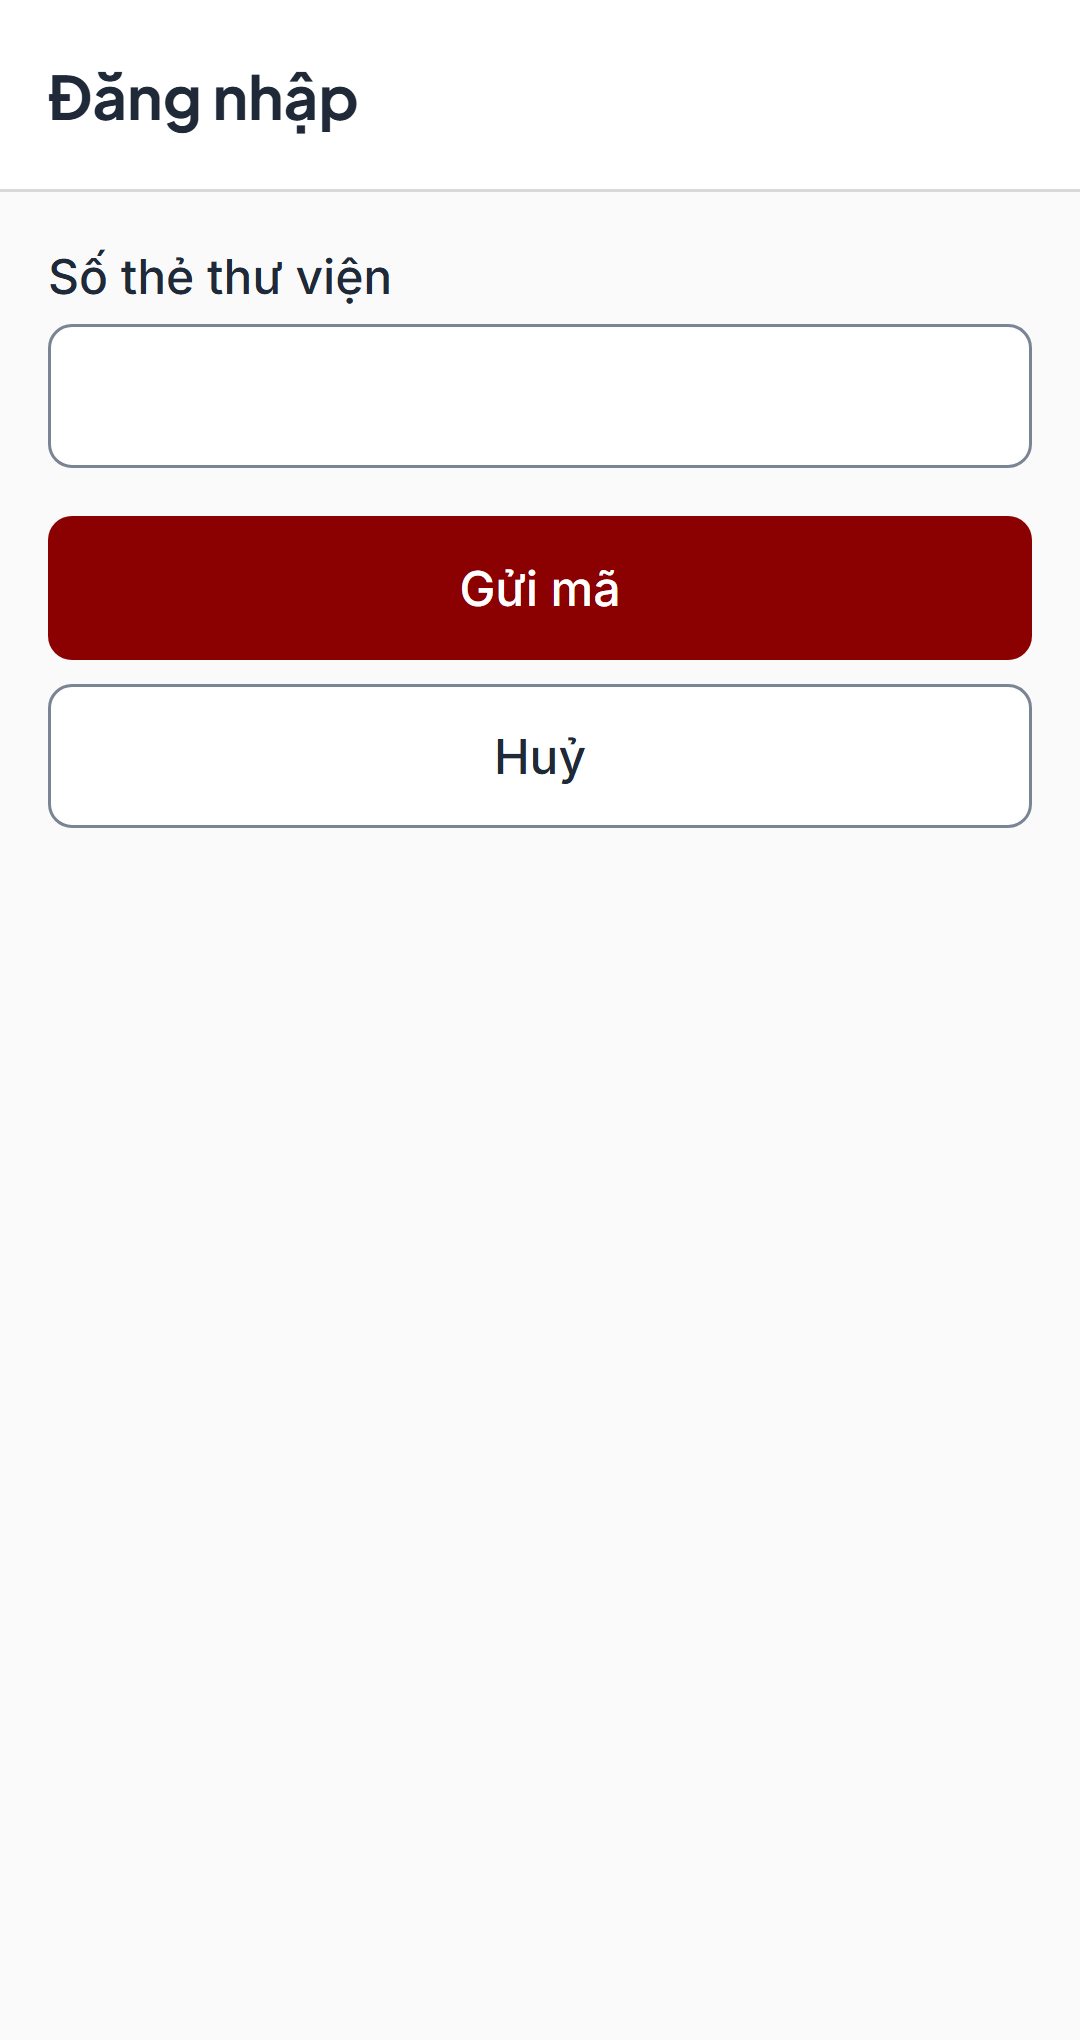 Đăng nhập
Số thẻ thư viện
Gửi mã
Huỷ